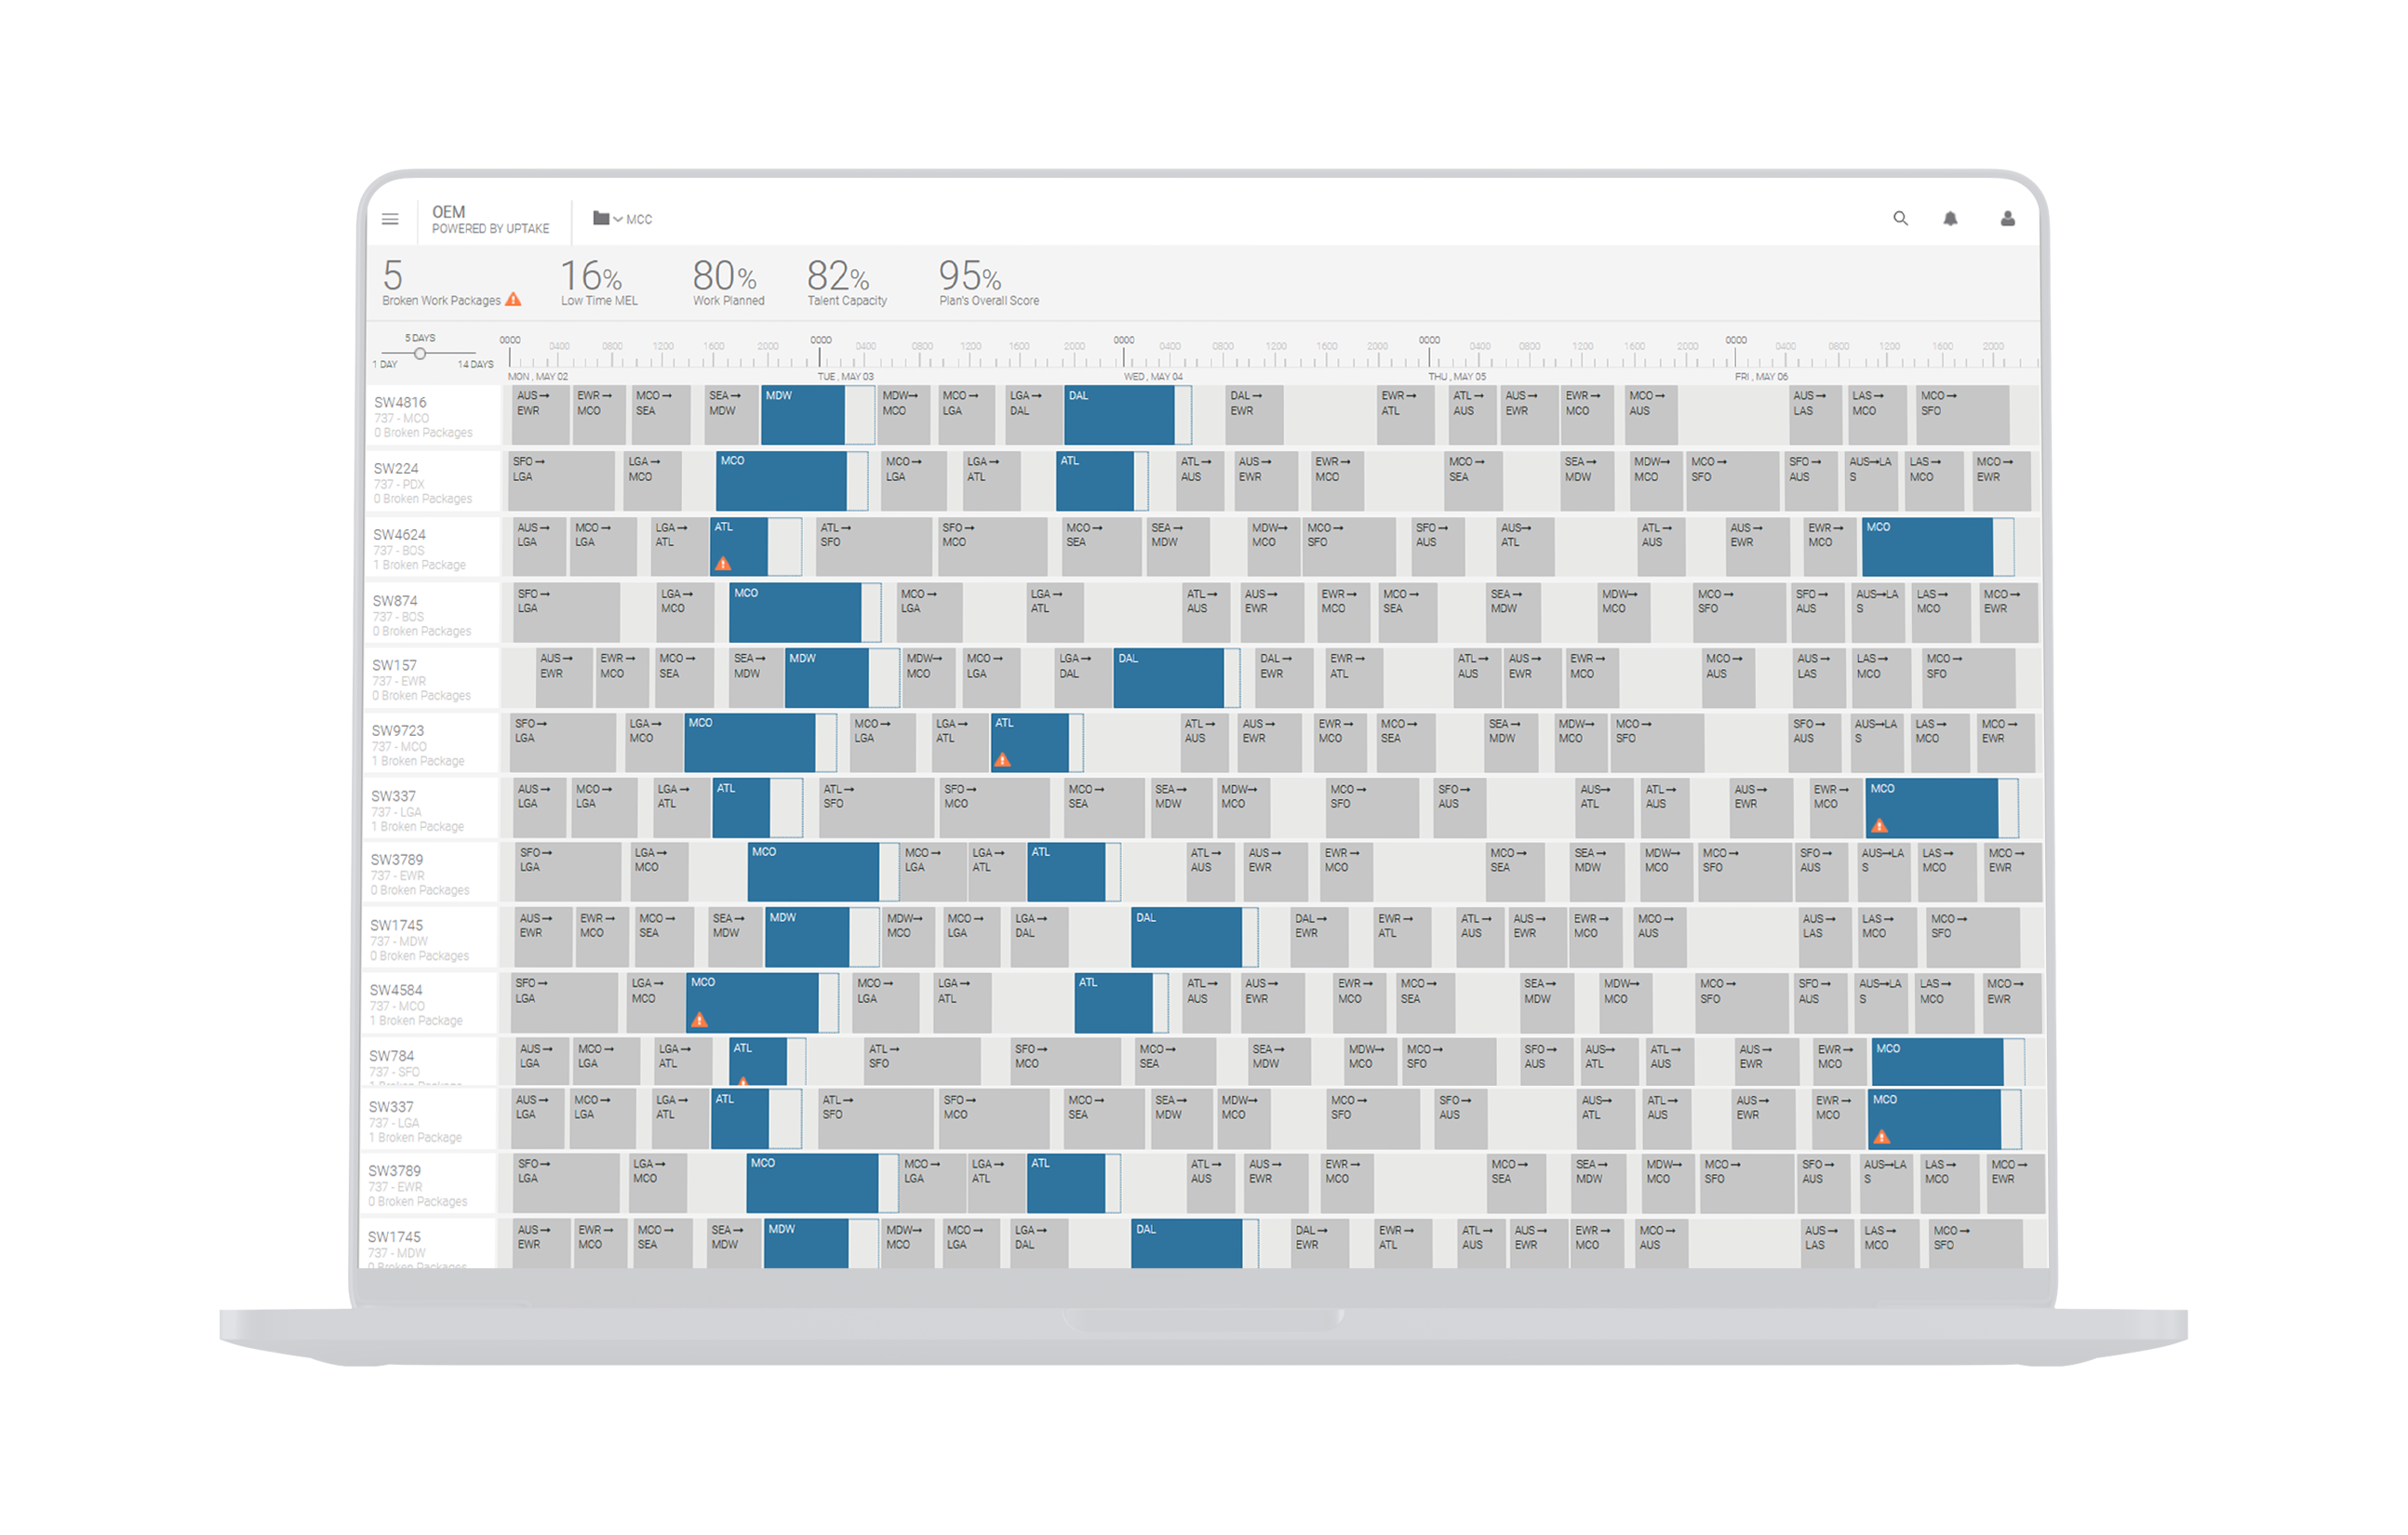 OEM
POWERED BY UPTAKE
MCC
5 16% 80% 82% 95%
Broken Work Packages Low Time MEL Work Planned Talent Capacity Plan's Overall Score
5 DAYS
1 DAY 14 DAYS
0000 0400 0800 1200 1600 2000 0000 0400 0800 1200 1600 2000 0000 0400 0800 1200 1600 2000 0000 0400 0800 1200 1600 2000 0000 0400 0800 1200 1600 2000
MON , MAY 02 TUE , MAY 03 WED , MAY 04 THU , MAY 05 FRI , MAY 06
SW4816
737 - MCO
0 Broken Packages
AUS→ EWR→ MCO→ SEA→ MDW MDW→ MCO→ LGA→ DAL DAL→ EWR→ ATL→ AUS→ EWR→ MCO→ AUS→ LAS→ MCO→
EWR MCO SEA MDW MCO LGA DAL EWR ATL AUS EWR MCO AUS LAS MCO SFO
SW224
737 - PDX
0 Broken Packages
SFO→ LGA→ MCO MCO→ LGA→ ATL ATL→ AUS→ EWR→ MCO→ SEA→ MDW→ MCO→ SFO→ AUS→LA LAS→ MCO→
LGA MCO LGA ATL AUS EWR MCO SEA MDW MCO SFO AUS S MCO EWR
SW4624
737 - BOS
1 Broken Package
AUS→ MCO→ LGA→ ATL ATL→ SFO→ MCO→ SEA→ MDW→ MCO→ SFO→ AUS→ ATL→ AUS→ EWR→ MCO
LGA LGA ATL SFO MCO SEA MDW MCO SFO AUS ATL AUS EWR MCO
SW874
737 - BOS
0 Broken Packages
SFO→ LGA→ MCO MCO→ LGA→ ATL→ AUS→ EWR→ MCO→ SEA→ MDW→ MCO→ SFO→ AUS→LA LAS→ MCO→
LGA MCO LGA ATL AUS EWR MCO SEA MDW MCO SFO AUS S MCO EWR
SW157
737 - EWR
0 Broken Packages
AUS→ EWR→ MCO→ SEA→ MDW MDW→ MCO→ LGA→ DAL DAL→ EWR→ ATL→ AUS→ EWR→ MCO→ AUS→ LAS→ MCO→
EWR MCO SEA MDW MCO LGA DAL EWR ATL AUS EWR MCO AUS LAS MCO SFO
SW9723
737 - MCO
1 Broken Package
SFO→ LGA→ MCO MCO→ LGA→ ATL ATL→ AUS→ EWR→ MCO→ SEA→ MDW→ MCO→ SFO→ AUS→LA LAS→ MCO→
LGA MCO LGA ATL AUS EWR MCO SEA MDW MCO SFO AUS S MCO EWR
SW337
737 - LGA
1 Broken Package
AUS→ MCO→ LGA→ ATL ATL→ SFO→ MCO→ SEA→ MDW→ MCO→ SFO→ AUS→ ATL→ AUS→ EWR→ MCO
LGA LGA ATL SFO MCO SEA MDW MCO SFO AUS ATL AUS EWR MCO
SW3789
737 - EWR
0 Broken Packages
SFO→ LGA→ MCO MCO→ LGA→ ATL ATL→ AUS→ EWR→ MCO→ SEA→ MDW→ MCO→ SFO→ AUS→LA LAS→ MCO→
LGA MCO LGA ATL AUS EWR MCO SEA MDW MCO SFO AUS S MCO EWR
SW1745
737 - MDW
0 Broken Packages
AUS→ EWR→ MCO→ SEA→ MDW MDW→ MCO→ LGA→ DAL DAL→ EWR→ ATL→ AUS→ EWR→ MCO→ AUS→ LAS→ MCO→
EWR MCO SEA MDW MCO LGA DAL EWR ATL AUS EWR MCO AUS LAS MCO SFO
SW4584
737 - MCO
1 Broken Package
SFO→ LGA→ MCO MCO→ LGA→ ATL ATL→ AUS→ EWR→ MCO→ SEA→ MDW→ MCO→ SFO→ AUS→LA LAS→ MCO→
LGA MCO LGA ATL AUS EWR MCO SEA MDW MCO SFO AUS S MCO EWR
SW784
737 - SFO
1 Broken Package
AUS→ MCO→ LGA→ ATL ATL→ SFO→ MCO→ SEA→ MDW→ MCO→ SFO→ AUS→ ATL→ AUS→ EWR→ MCO
LGA LGA ATL SFO MCO SEA MDW MCO SFO AUS ATL AUS EWR MCO
SW337
737 - LGA
1 Broken Package
AUS→ MCO→ LGA→ ATL ATL→ SFO→ MCO→ SEA→ MDW→ MCO→ SFO→ AUS→ ATL→ AUS→ EWR→ MCO
LGA LGA ATL SFO MCO SEA MDW MCO SFO AUS ATL AUS EWR MCO
SW3789
737 - EWR
0 Broken Packages
SFO→ LGA→ MCO MCO→ LGA→ ATL ATL→ AUS→ EWR→ MCO→ SEA→ MDW→ MCO→ SFO→ AUS→LA LAS→ MCO→
LGA MCO LGA ATL AUS EWR MCO SEA MDW MCO SFO AUS S MCO EWR
SW1745
737 - MDW
0 Broken Packages
AUS→ EWR→ MCO→ SEA→ MDW MDW→ MCO→ LGA→ DAL DAL→ EWR→ ATL→ AUS→ EWR→ MCO→ AUS→ LAS→ MCO→
EWR MCO SEA MDW MCO LGA DAL EWR ATL AUS EWR MCO AUS LAS MCO SFO